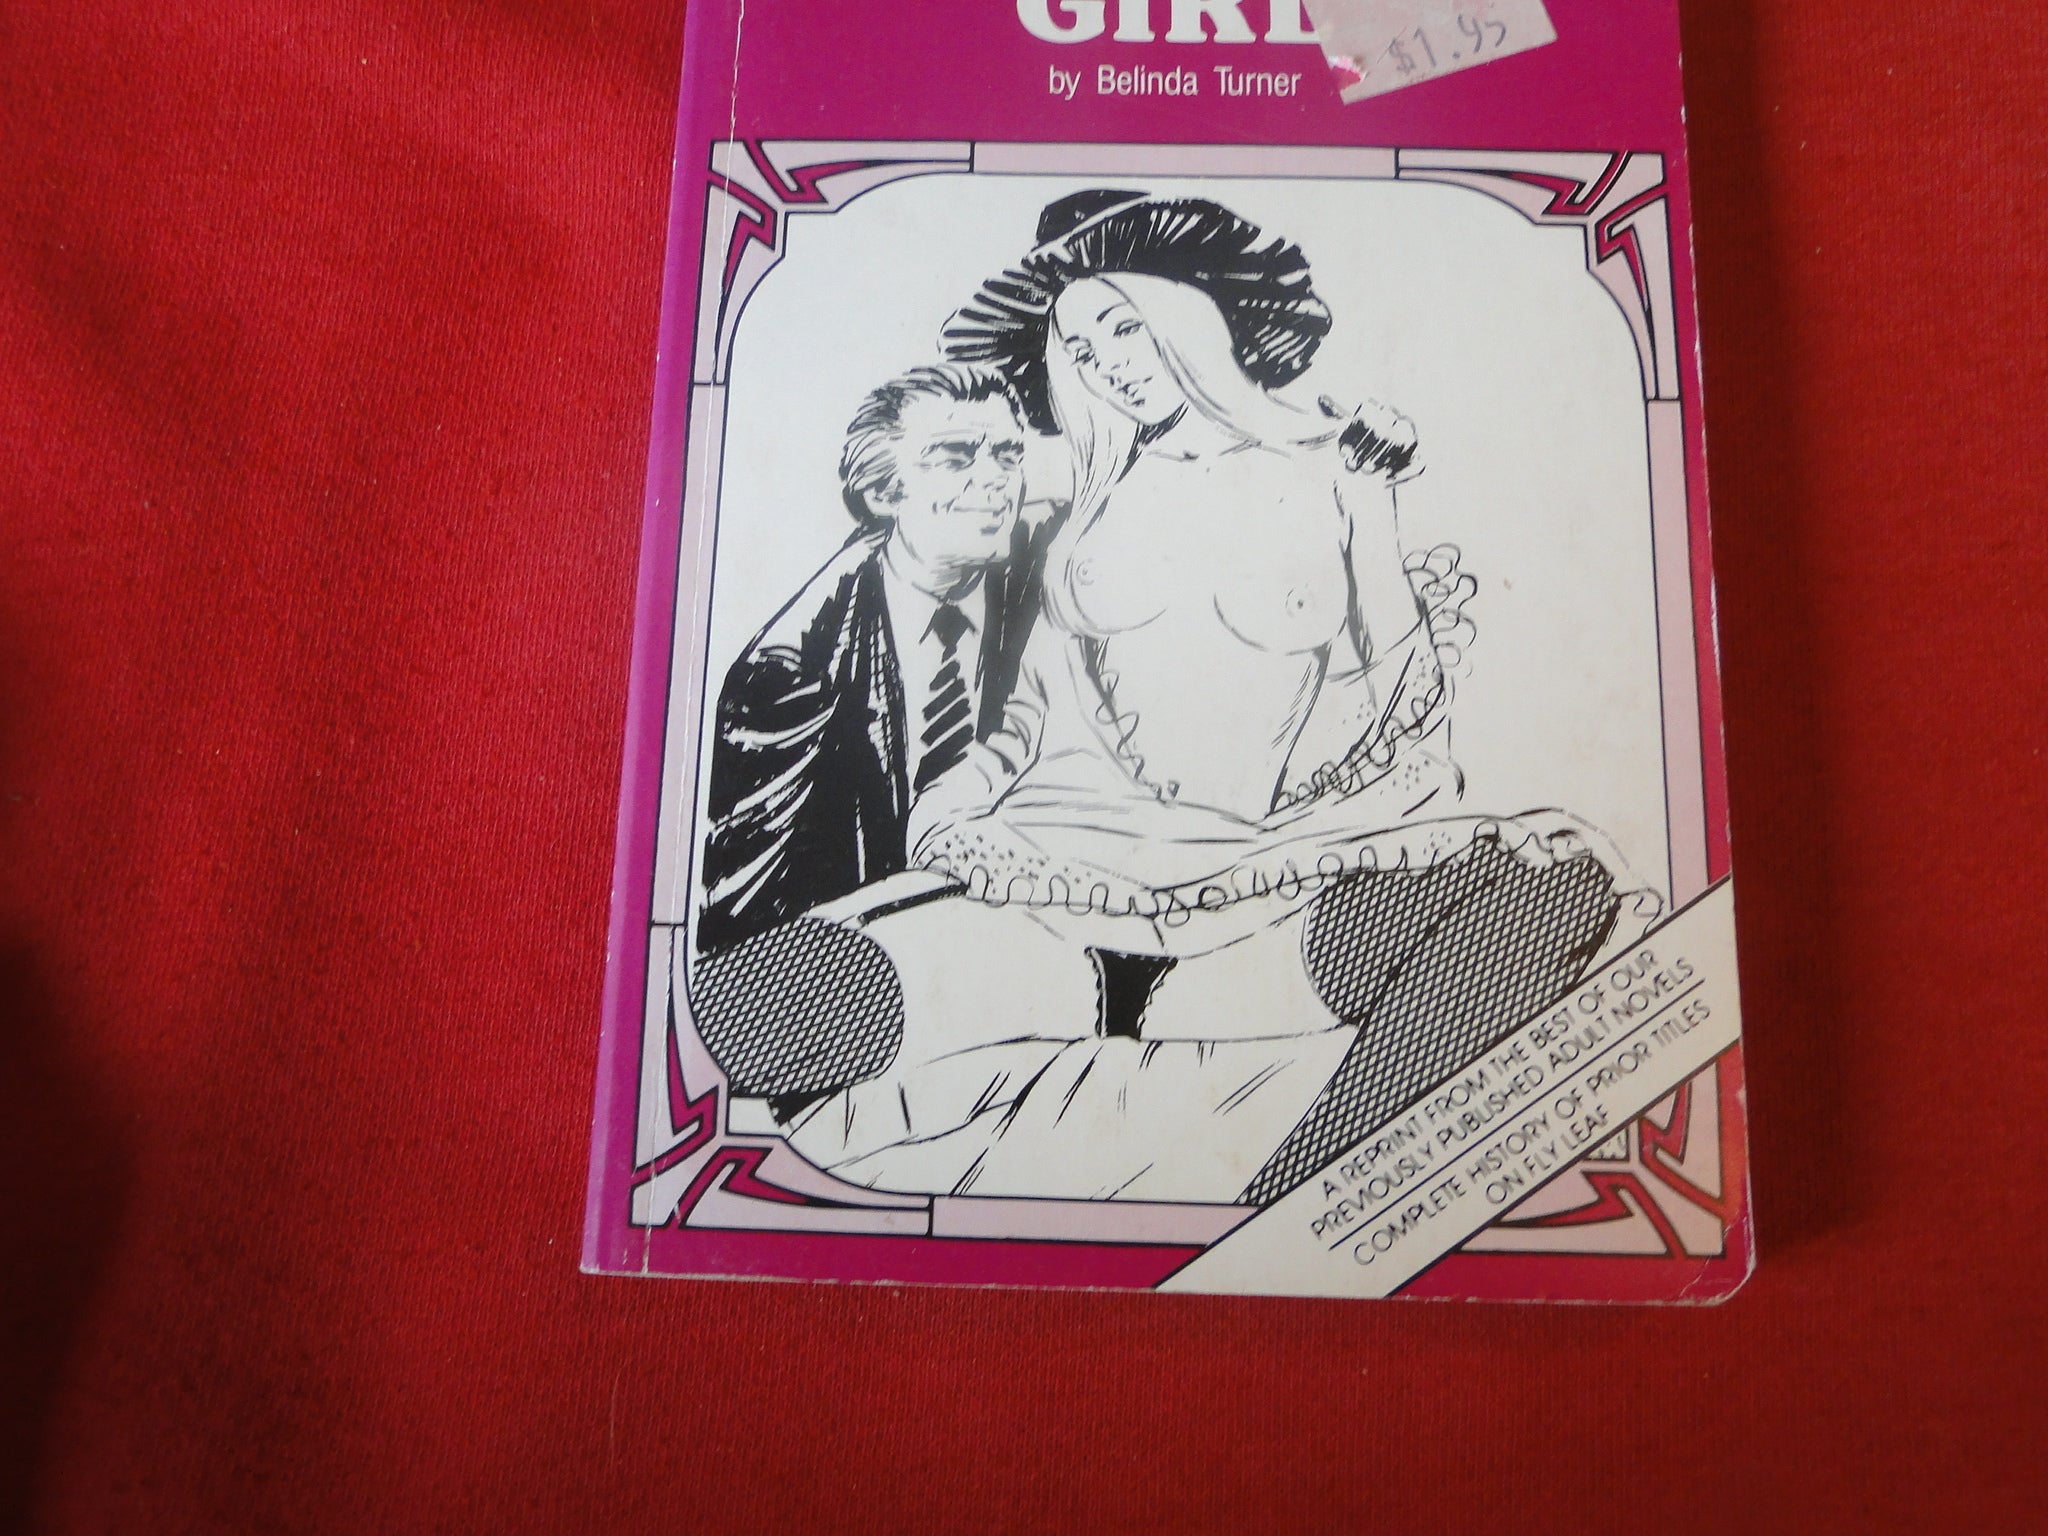 GIRL
by Belinda Turner
$1.95
A REPRINT FROM THE BEST OF OUR
PREVIOUSLY PUBLISHED ADULT NOVELS
COMPLETE HISTORY OF PRIOR TITLES
ON FLY LEAF